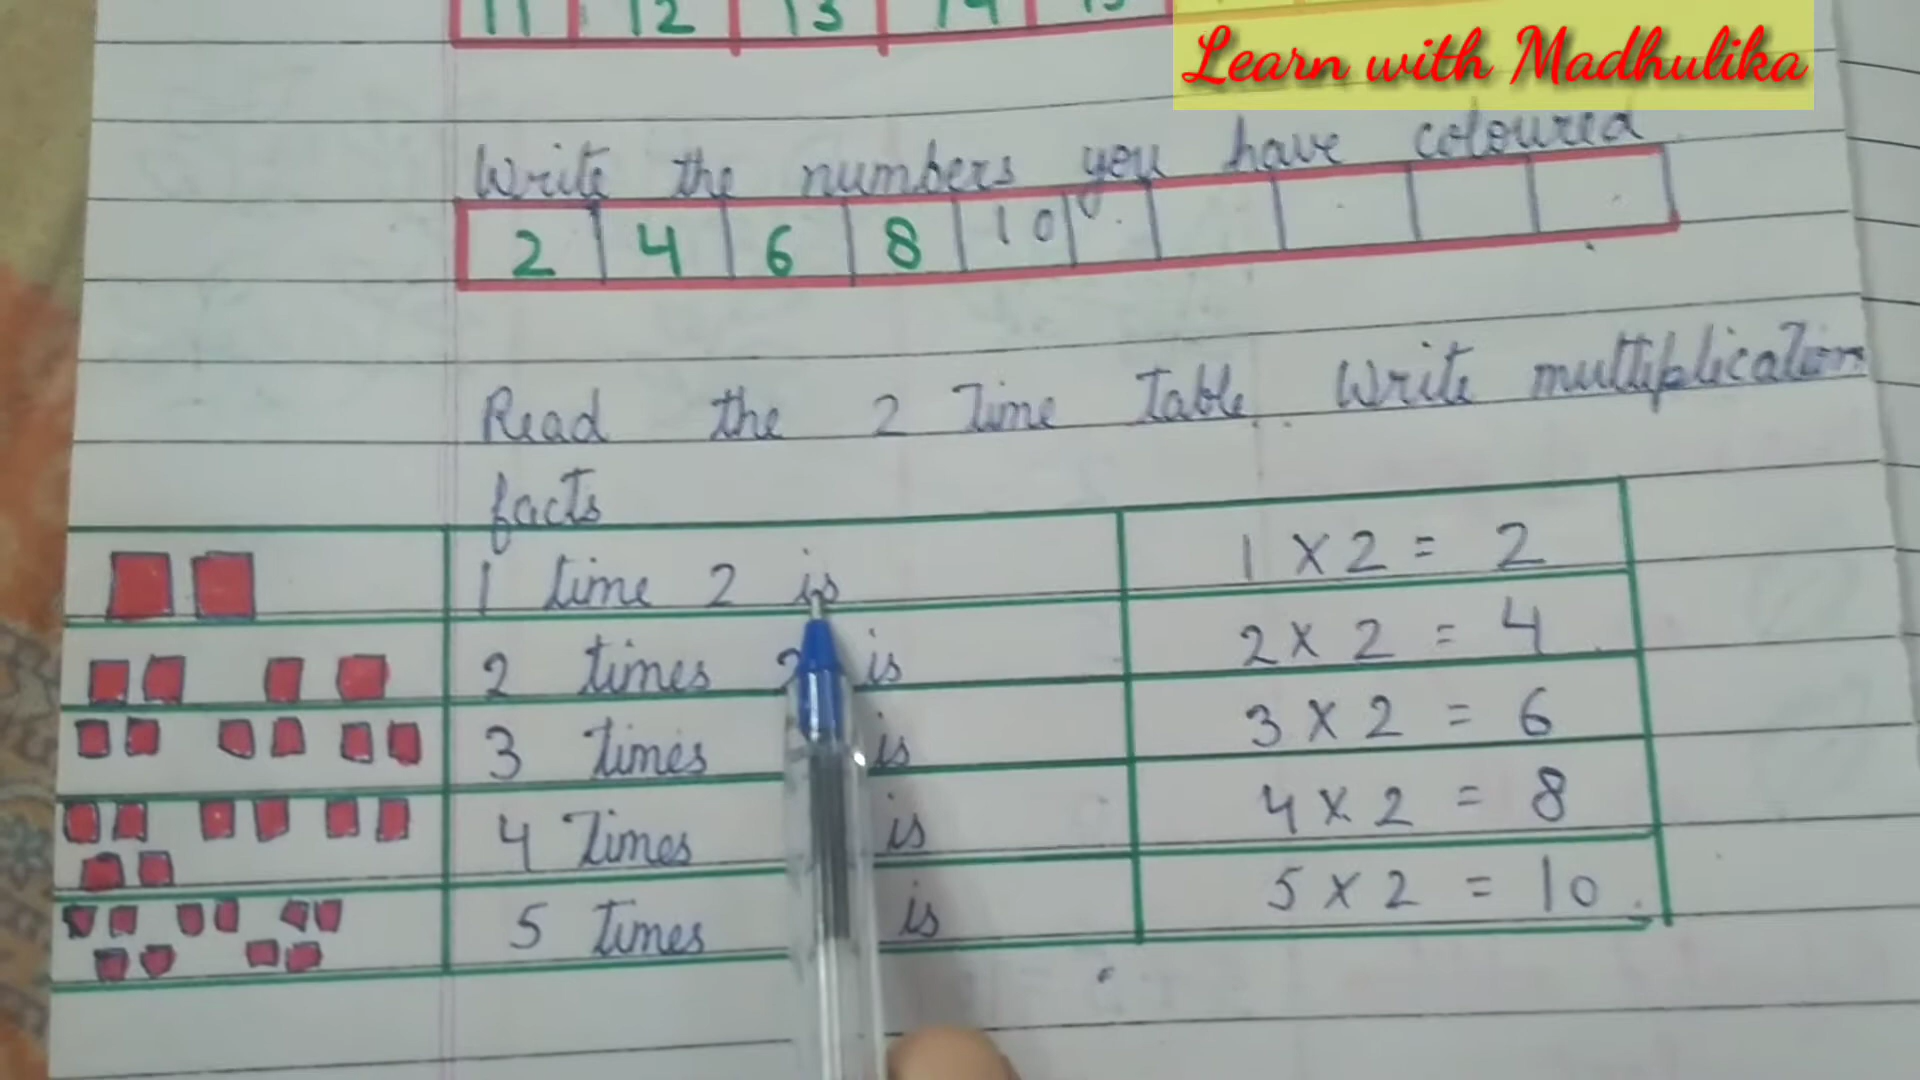 11 12 13 14
Learn with Madhulika
Write the numbers you have coloured
2 4 6 8 10
Read the 2 Time Table. Write multiplication
facts
1 time 2 is 1 X 2 = 2
2 times 2 is 2 X 2 = 4
3 Times is 3 X 2 = 6
4 Times is 4 X 2 = 8
5 Times is 5 X 2 = 10